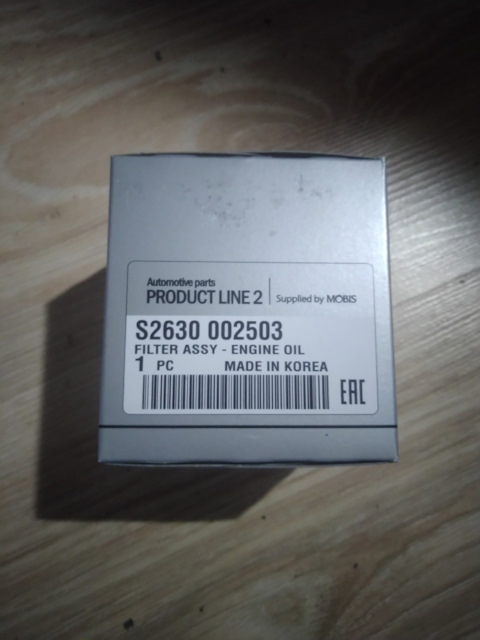 Automotive parts
PRODUCT LINE 2 Supplied by MOBIS
S2630 002503
FILTER ASSY - ENGINE OIL
1 PC MADE IN KOREA
EAC